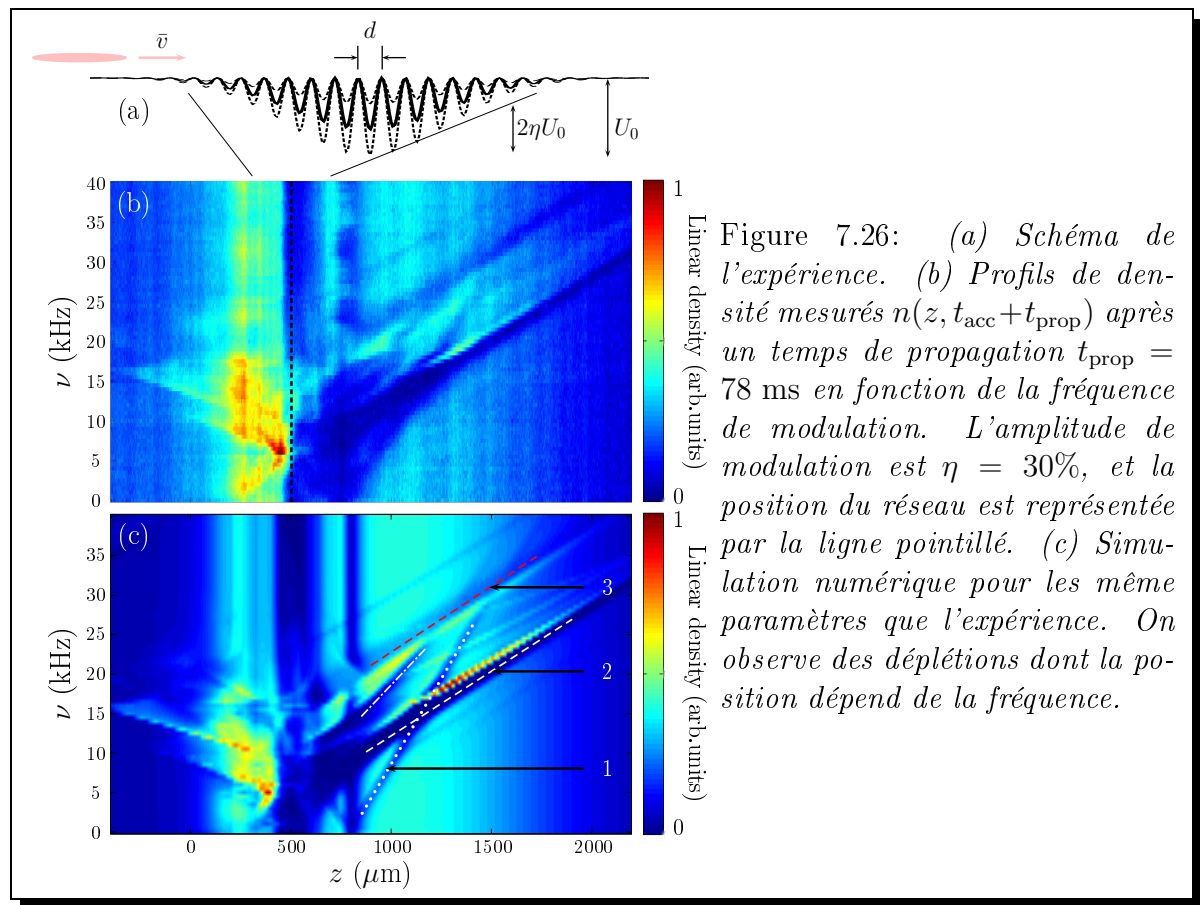 v̄
d
(a)
2ηU₀
U₀
(b)
40
35
30
25
20
15
10
5
0
ν (kHz)
1
0
Linear density (arb.units)
(c)
35
30
25
20
15
10
5
0
ν (kHz)
3
2
1
1
0
Linear density (arb.units)
0
500
1000
1500
2000
z (μm)
Figure 7.26: (a) Schéma de
l'expérience. (b) Profils de den-
sité mesurés n(z, t_acc+t_prop) après
un temps de propagation t_prop =
78 ms en fonction de la fréquence
de modulation. L'amplitude de
modulation est η = 30%, et la
position du réseau est représentée
par la ligne pointillé. (c) Simu-
lation numérique pour les même
paramètres que l'expérience. On
observe des déplétions dont la po-
sition dépend de la fréquence.